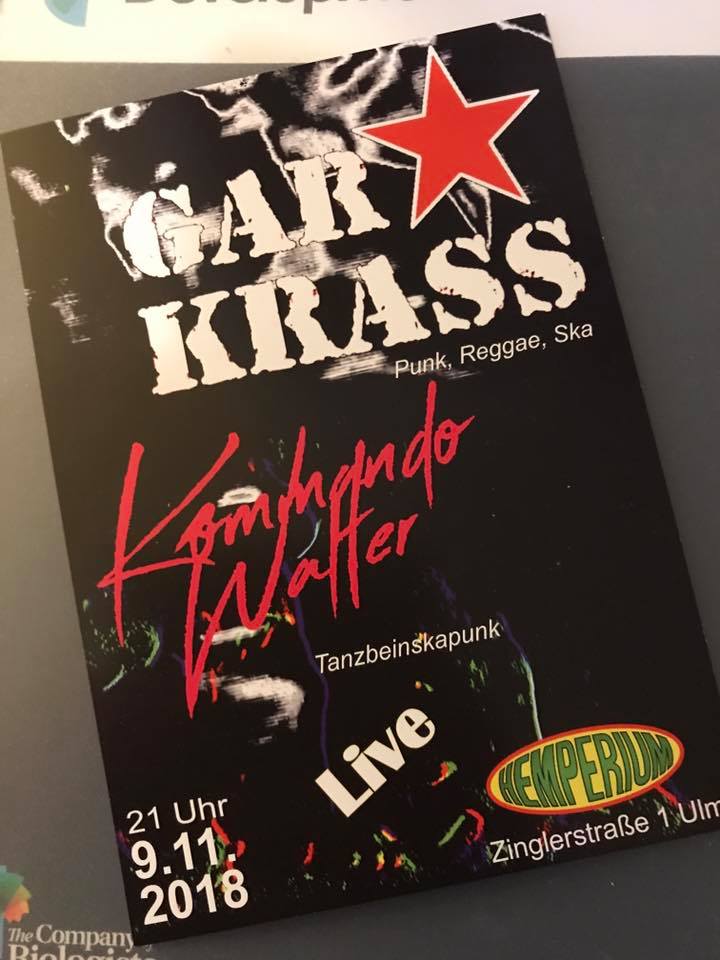 GAR
KRASS
Punk, Reggae, Ska
Kommando
Walter
Tanzbeinskapunk
Live
HEMPERIUM
Zinglerstraße 1 Ulm
21 Uhr
9.11.
2018
The Company of
Biologists